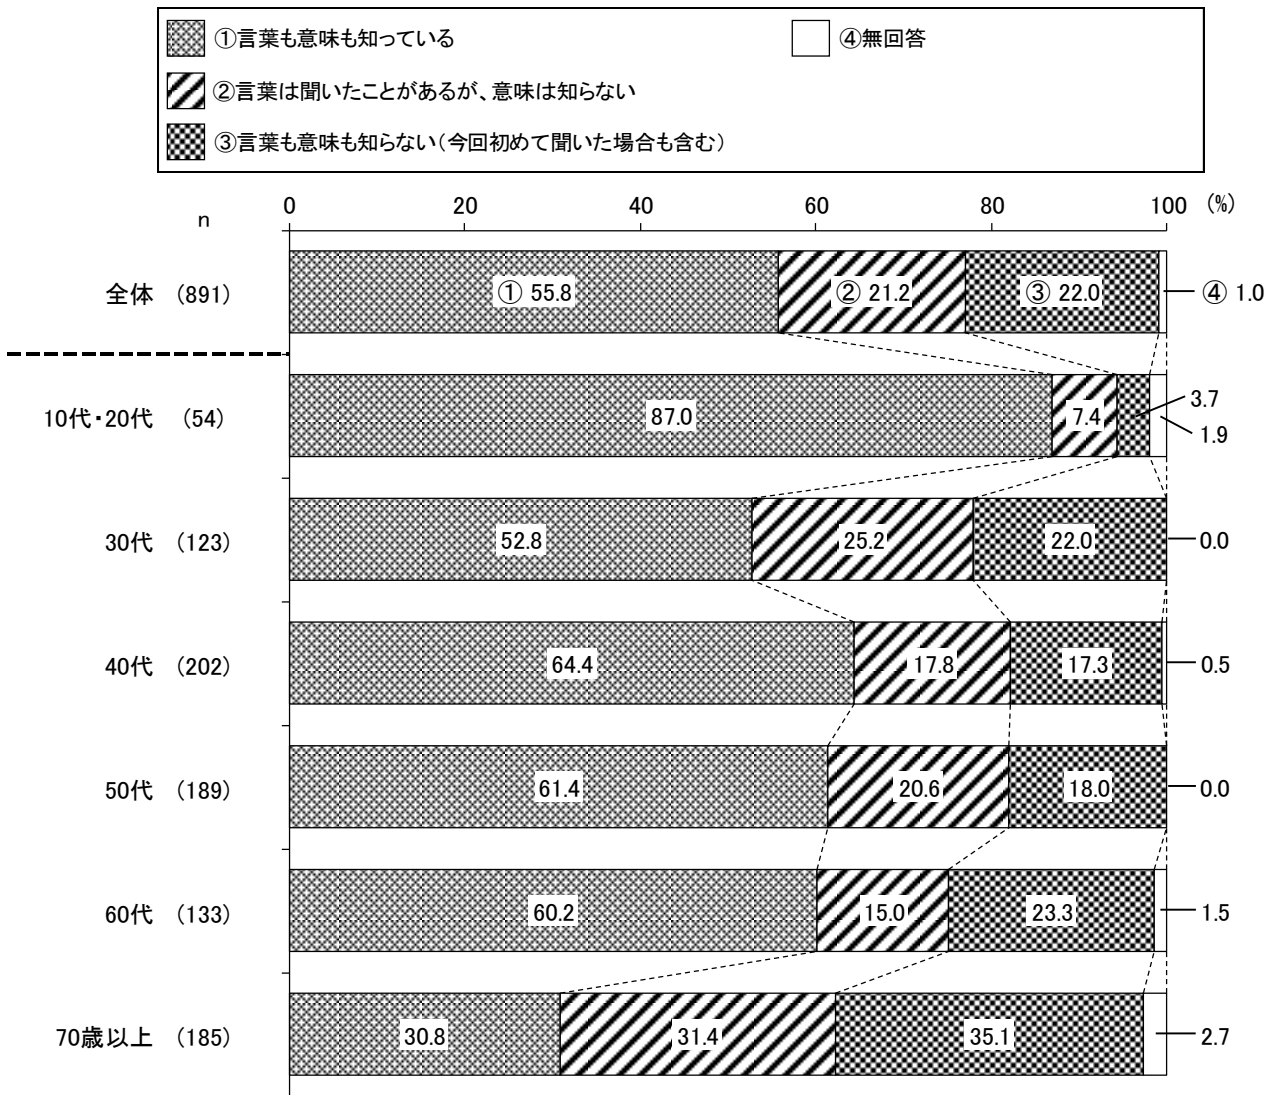 ①言葉も意味も知っている ④無回答
②言葉は聞いたことがあるが、意味は知らない
③言葉も意味も知らない(今回初めて聞いた場合も含む)
n 0 20 40 60 80 100 (%)
全体 (891) ① 55.8 ② 21.2 ③ 22.0 ④ 1.0
10代・20代 (54) 87.0 7.4 3.7 1.9
30代 (123) 52.8 25.2 22.0 0.0
40代 (202) 64.4 17.8 17.3 0.5
50代 (189) 61.4 20.6 18.0 0.0
60代 (133) 60.2 15.0 23.3 1.5
70歳以上 (185) 30.8 31.4 35.1 2.7